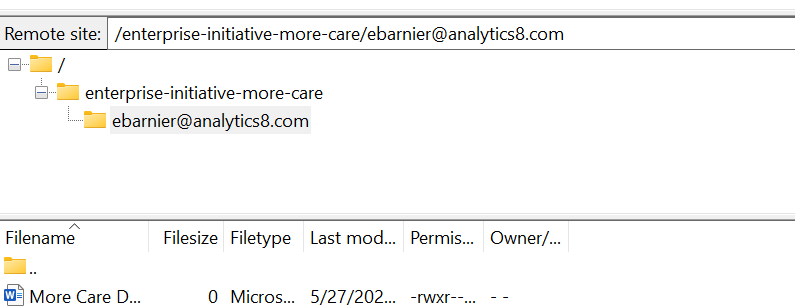 Remote site: /enterprise-initiative-more-care/ebarnier@analytics8.com
/
enterprise-initiative-more-care
ebarnier@analytics8.com
Filename Filesize Filetype Last mod... Permis... Owner/...
..
More Care D... 0 Micros... 5/27/202... -rwxr--... - -